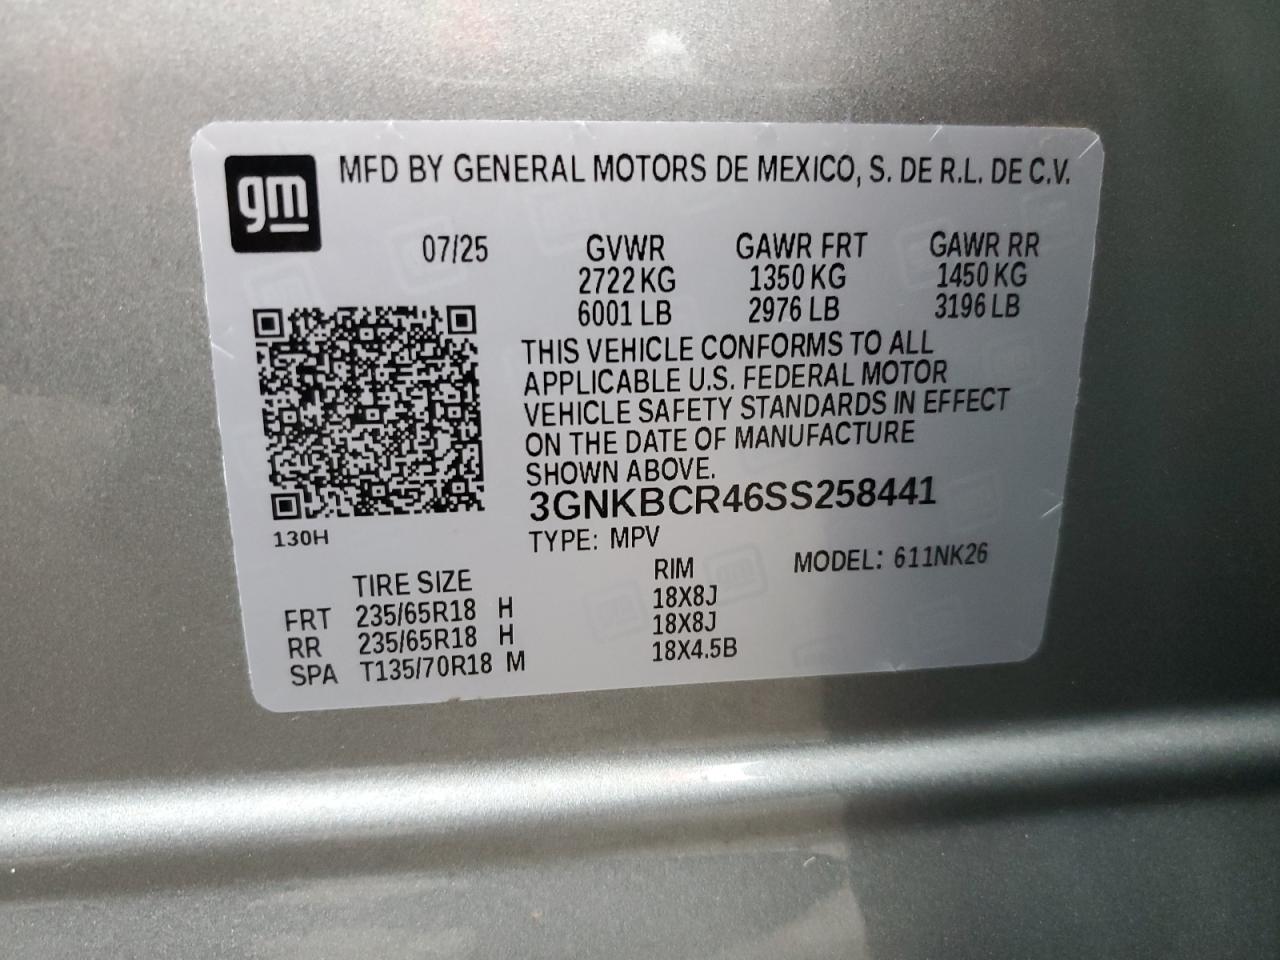 gm
MFD BY GENERAL MOTORS DE MEXICO, S. DE R.L. DE C.V.
07/25 GVWR GAWR FRT GAWR RR
2722 KG 1350 KG 1450 KG
6001 LB 2976 LB 3196 LB
THIS VEHICLE CONFORMS TO ALL
APPLICABLE U.S. FEDERAL MOTOR
VEHICLE SAFETY STANDARDS IN EFFECT
ON THE DATE OF MANUFACTURE
SHOWN ABOVE.
3GNKBCR46SS258441
130H
TYPE: MPV MODEL: 611NK26
TIRE SIZE RIM
FRT 235/65R18 H 18X8J
RR 235/65R18 H 18X8J
SPA T135/70R18 M 18X4.5B